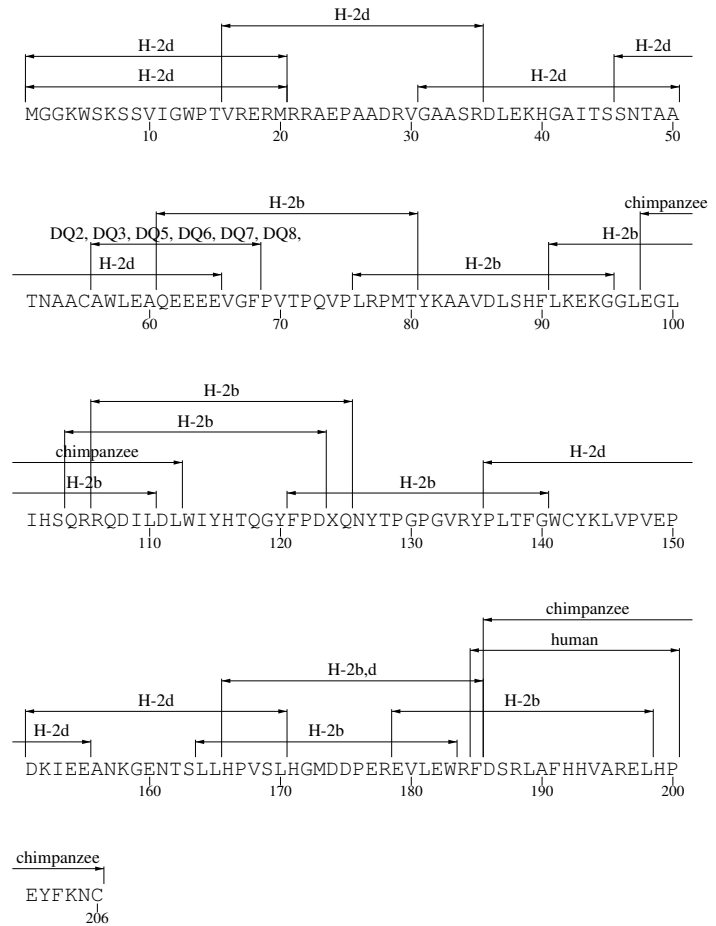 H-2d
H-2d H-2d
H-2d H-2d
MGGKWSKSSVIGWPTVRERMRRAEPAADRVGAASRDLEKHGAITSSNTAA
10 20 30 40 50
H-2b chimpanzee
DQ2, DQ3, DQ5, DQ6, DQ7, DQ8, H-2b
H-2d H-2b
TNAACAWLEAQEEEEVGFPVTPQVPLRPMTYKAAVDLSHFLKEKGGLEGL
60 70 80 90 100
H-2b
H-2b
chimpanzee H-2d
H-2b H-2b
IHSQRRQDILDLWIYHTQGYFPDXQNYTPGPGVRYPLTFGWCYKLVPVEP
110 120 130 140 150
chimpanzee
human
H-2b,d
H-2d H-2b
H-2d H-2b
DKIEEANKGENTSLLHPVSLHGMDDPEREVLEWRFDSRLAFHHVARELHP
160 170 180 190 200
chimpanzee
EYFKNC
206